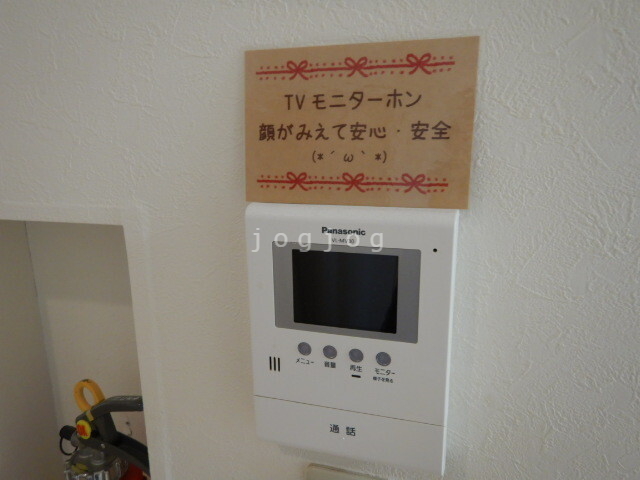 TVモニターホン
顔がみえて安心・安全
(*´ω`*)
Panasonic
jogjog
メニュー 音量 再生 モニター
通話